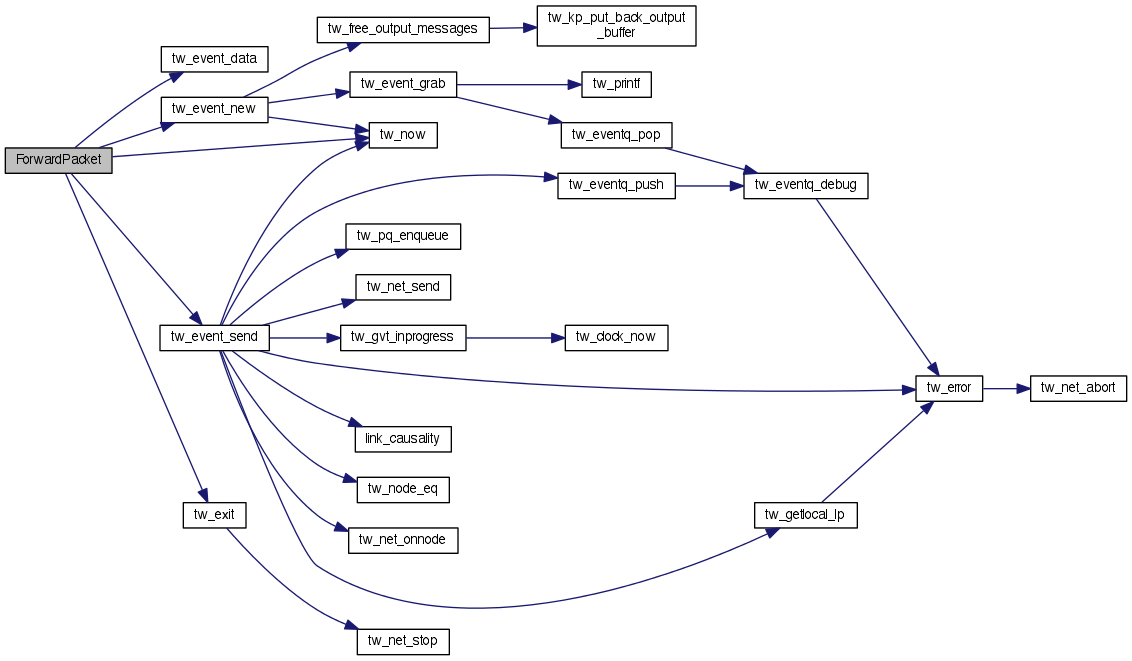 tw_kp_put_back_output
_buffer
tw_free_output_messages
tw_event_data
tw_event_grab
tw_printf
tw_event_new
tw_now
tw_eventq_pop
ForwardPacket
tw_eventq_push
tw_eventq_debug
tw_pq_enqueue
tw_net_send
tw_event_send
tw_gvt_inprogress
tw_clock_now
tw_error
tw_net_abort
link_causality
tw_node_eq
tw_exit
tw_getlocal_lp
tw_net_onnode
tw_net_stop